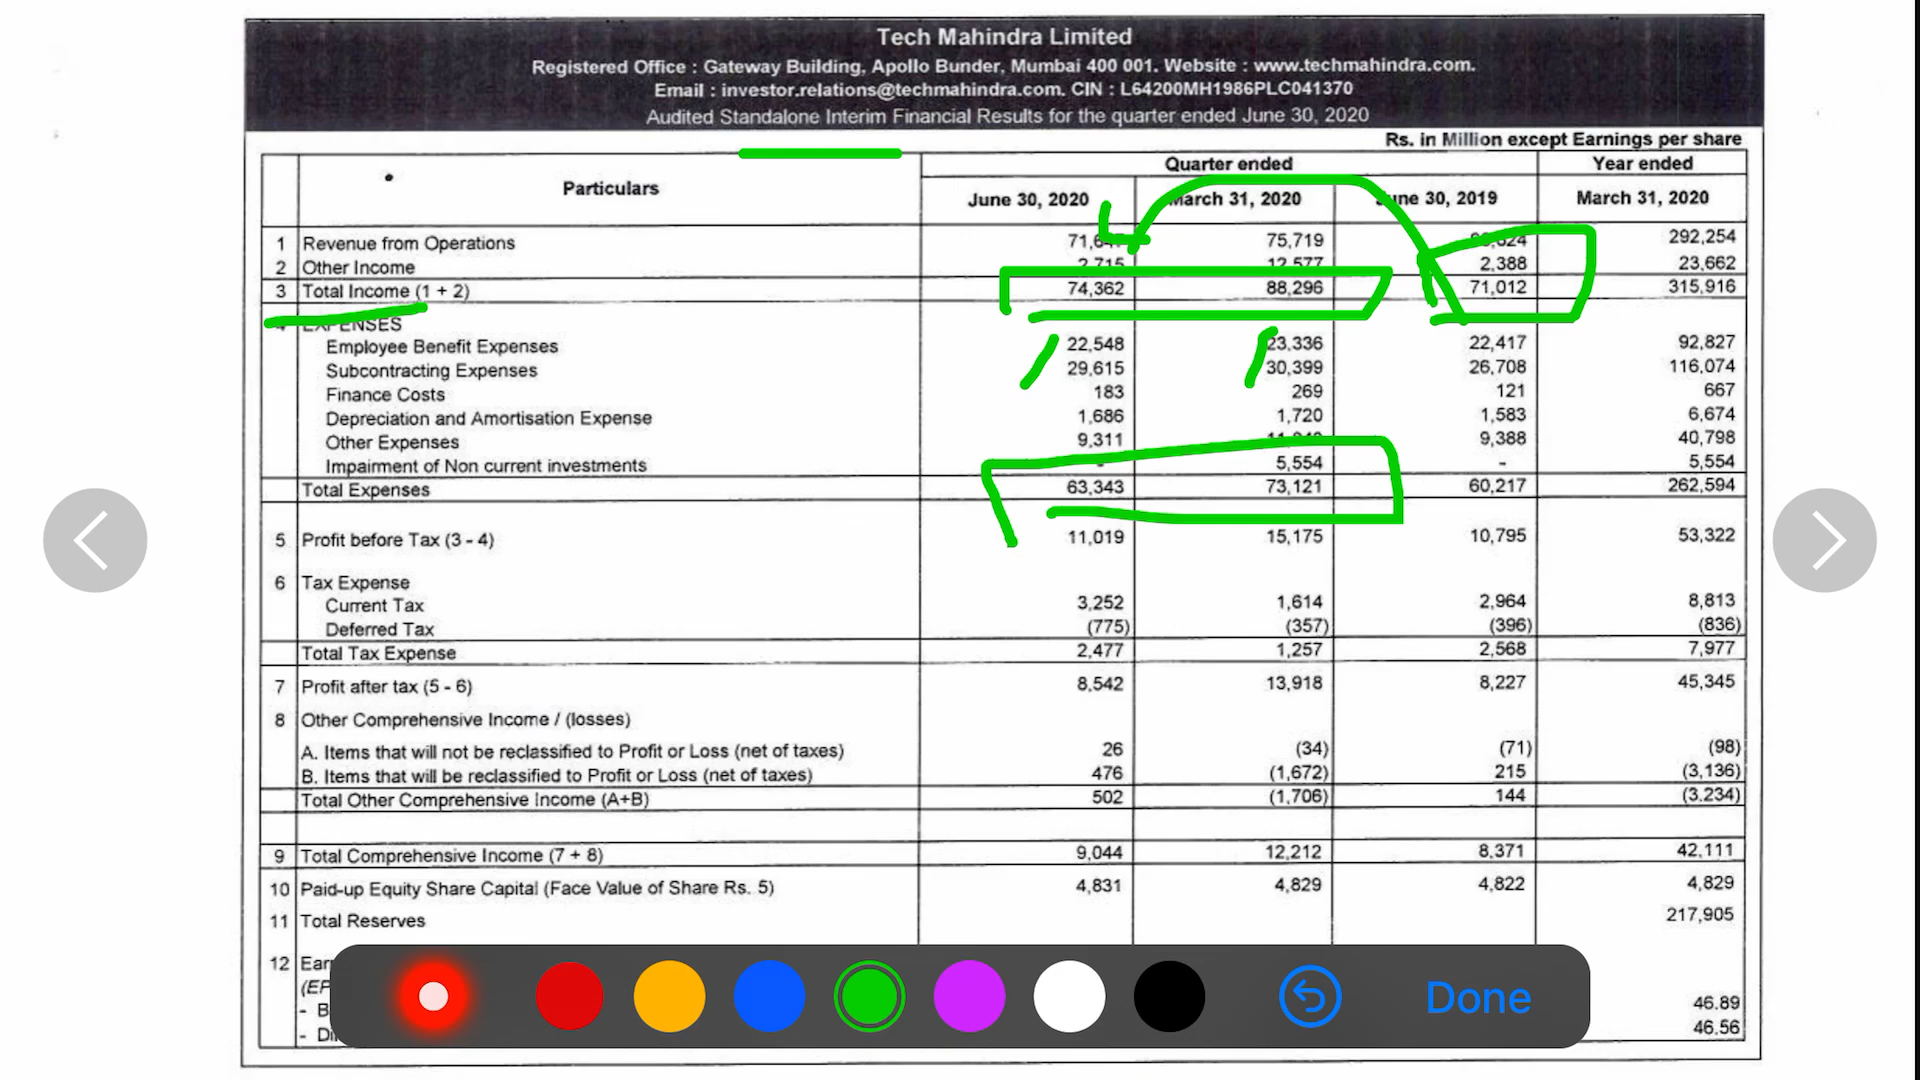 Tech Mahindra Limited
Registered Office : Gateway Building, Apollo Bunder, Mumbai 400 001. Website : www.techmahindra.com.
Email : investor.relations@techmahindra.com. CIN : L64200MH1986PLC041370
Audited Standalone Interim Financial Results for the quarter ended June 30, 2020
Rs. in Million except Earnings per share
Particulars Quarter ended Year ended
June 30, 2020 March 31, 2020 June 30, 2019 March 31, 2020
1 Revenue from Operations 75,719 292,254
2 Other Income 2,715 12,577 2,388 23,662
3 Total Income (1 + 2) 74,362 88,296 71,012 315,916
4 EXPENSES
Employee Benefit Expenses 22,548 23,336 22,417 92,827
Subcontracting Expenses 29,615 30,399 26,708 116,074
Finance Costs 183 269 121 667
Depreciation and Amortisation Expense 1,686 1,720 1,583 6,674
Other Expenses 9,311 9,388 40,798
Impairment of Non current investments - 5,554 - 5,554
Total Expenses 63,343 73,121 60,217 262,594
5 Profit before Tax (3 - 4) 11,019 15,175 10,795 53,322
6 Tax Expense
Current Tax 3,252 1,614 2,964 8,813
Deferred Tax (775) (357) (396) (836)
Total Tax Expense 2,477 1,257 2,568 7,977
7 Profit after tax (5 - 6) 8,542 13,918 8,227 45,345
8 Other Comprehensive Income / (losses)
A. Items that will not be reclassified to Profit or Loss (net of taxes) 26 (34) (71) (98)
B. Items that will be reclassified to Profit or Loss (net of taxes) 476 (1,672) 215 (3,136)
Total Other Comprehensive Income (A+B) 502 (1,706) 144 (3,234)
9 Total Comprehensive Income (7 + 8) 9,044 12,212 8,371 42,111
10 Paid-up Equity Share Capital (Face Value of Share Rs. 5) 4,831 4,829 4,822 4,829
11 Total Reserves 217,905
12
46.89
46.56
Done